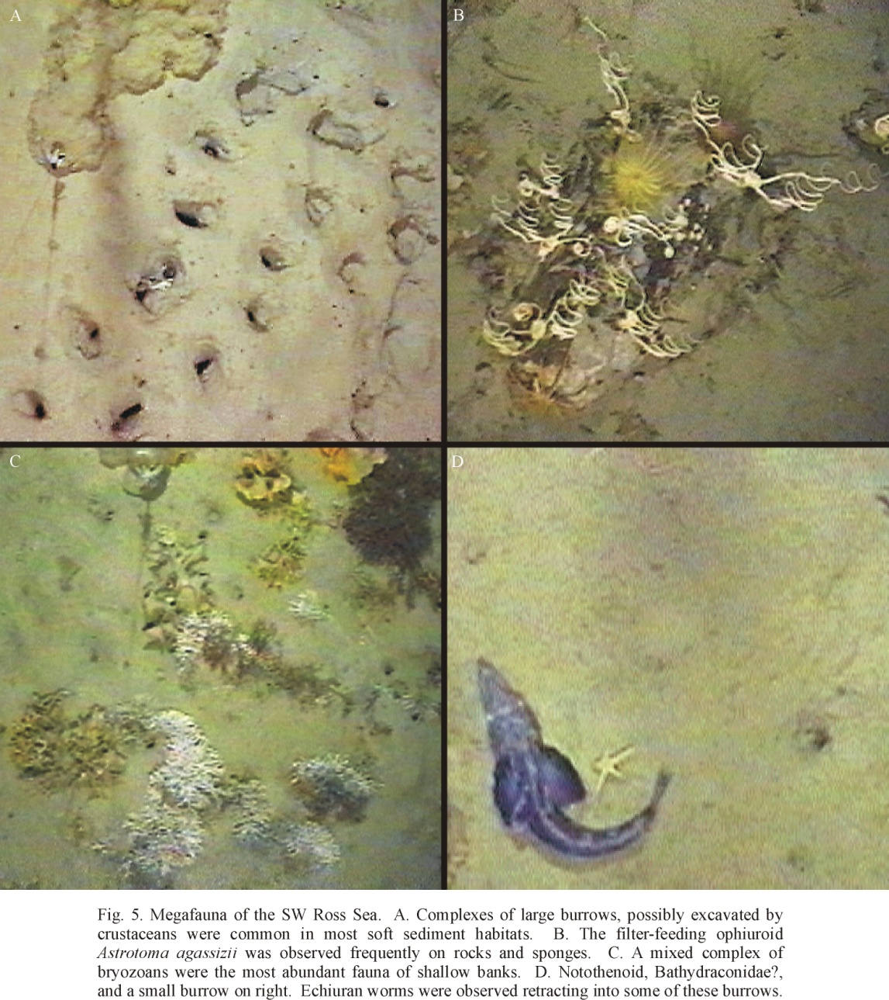 A
B
C
D
Fig. 5. Megafauna of the SW Ross Sea. A. Complexes of large burrows, possibly excavated by
crustaceans were common in most soft sediment habitats. B. The filter-feeding ophiuroid
Astrotoma agassizii was observed frequently on rocks and sponges. C. A mixed complex of
bryozoans were the most abundant fauna of shallow banks. D. Notothenoid, Bathydraconidae?,
and a small burrow on right. Echiuran worms were observed retracting into some of these burrows.